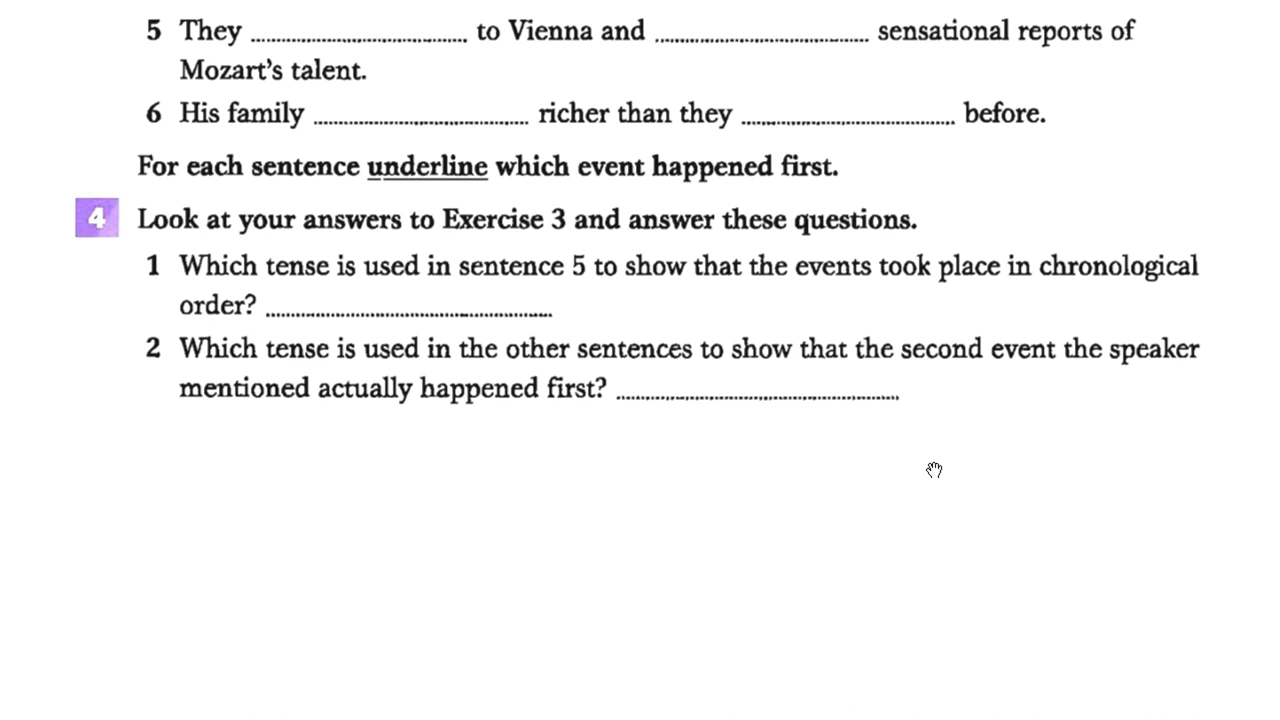 5 They ........................................ to Vienna and ........................................ sensational reports of
Mozart's talent.
6 His family ........................................ richer than they ........................................ before.
For each sentence underline which event happened first.
4 Look at your answers to Exercise 3 and answer these questions.
1 Which tense is used in sentence 5 to show that the events took place in chronological
order? ........................................
2 Which tense is used in the other sentences to show that the second event the speaker
mentioned actually happened first? ........................................